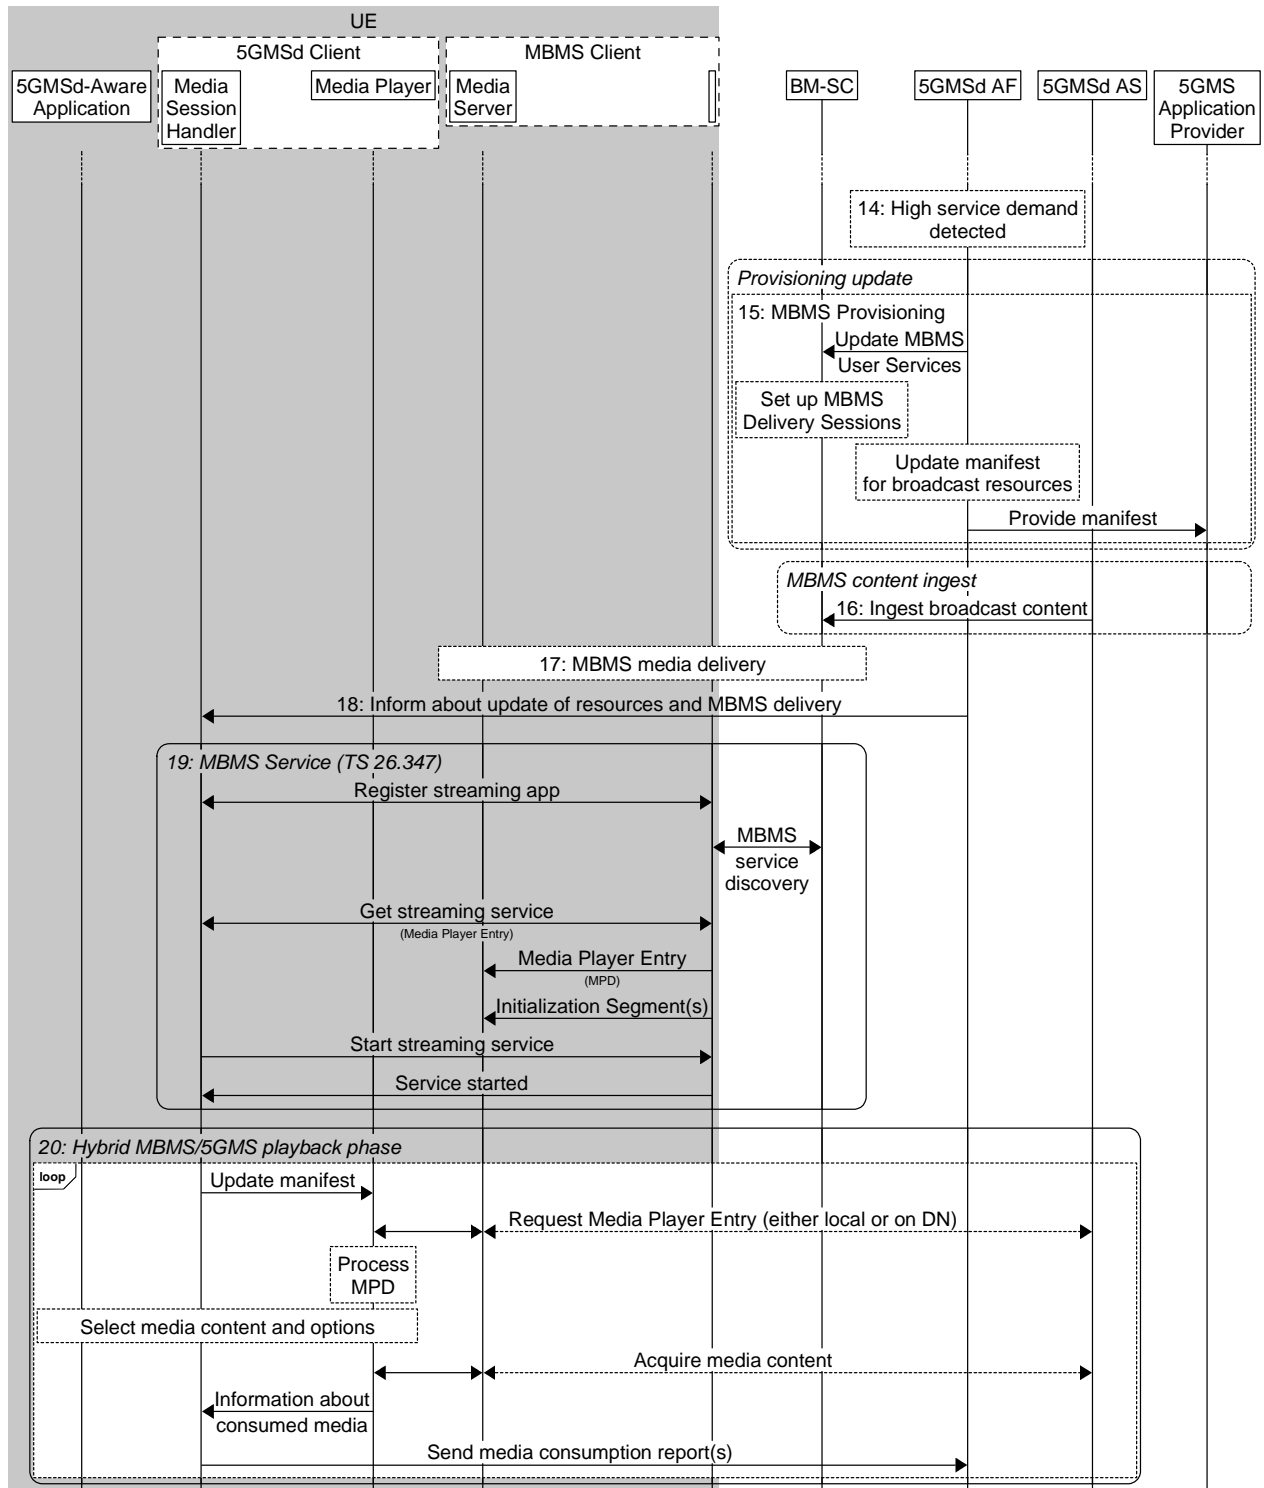 UE
5GMSd Client
MBMS Client
5GMSd-Aware
Application
Media
Session
Handler
Media Player
Media
Server
BM-SC
5GMSd AF
5GMSd AS
5GMS
Application
Provider
14: High service demand
detected
Provisioning update
15: MBMS Provisioning
Update MBMS
User Services
Set up MBMS
Delivery Sessions
Update manifest
for broadcast resources
Provide manifest
MBMS content ingest
16: Ingest broadcast content
17: MBMS media delivery
18: Inform about update of resources and MBMS delivery
19: MBMS Service (TS 26.347)
Register streaming app
MBMS
service
discovery
Get streaming service
(Media Player Entry)
Media Player Entry
(MPD)
Initialization Segment(s)
Start streaming service
Service started
20: Hybrid MBMS/5GMS playback phase
loop
Update manifest
Request Media Player Entry (either local or on DN)
Process
MPD
Select media content and options
Acquire media content
Information about
consumed media
Send media consumption report(s)